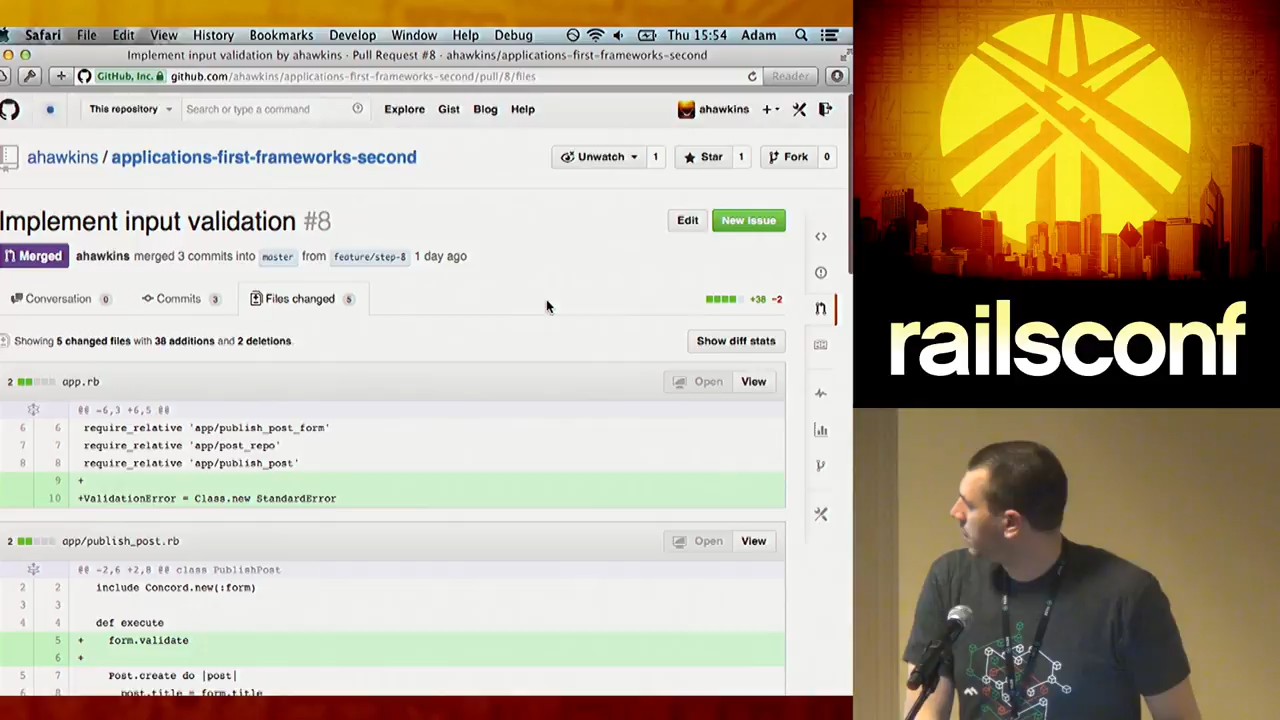 Safari File Edit View History Bookmarks Develop Window Help Debug Thu 15:54 Adam
Implement input validation by ahawkins · Pull Request #8 · ahawkins/applications-first-frameworks-second
GitHub, Inc. github.com/ahawkins/applications-first-frameworks-second/pull/8/files Reader
This repository Search or type a command Explore Gist Blog Help ahawkins
ahawkins / applications-first-frameworks-second Unwatch 1 Star 1 Fork 0
Implement input validation #8 Edit New Issue
Merged ahawkins merged 3 commits into master from feature/step-8 1 day ago
Conversation 0 Commits 3 Files changed 5 +38 −2
Showing 5 changed files with 38 additions and 2 deletions. Show diff stats
2 app.rb Open View
@@ -6,3 +6,5 @@
6 6 require_relative 'app/publish_post_form'
7 7 require_relative 'app/post_repo'
8 8 require_relative 'app/publish_post'
9 +
10 +ValidationError = Class.new StandardError
2 app/publish_post.rb Open View
@@ -2,6 +2,8 @@ class PublishPost
2 2 include Concord.new(:form)
3 3
4 4 def execute
5 + form.validate
6 +
5 7 Post.create do |post|
6 8 post.title = form.title
railsconf